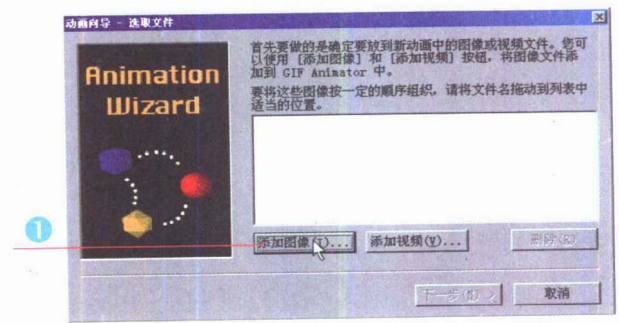 动画向导 - 选取文件
首先要做的是确定要放到新动画中的图像或视频文件。您可
以使用 [添加图像] 和 [添加视频] 按钮，将图像文件添
加到 GIF Animator 中。
要将这些图像按一定的顺序组织，请将文件名拖动到列表中
适当的位置。
Animation
Wizard
1
添加图像(I)... 添加视频(V)... 删除(R)
下一步(N) > 取消